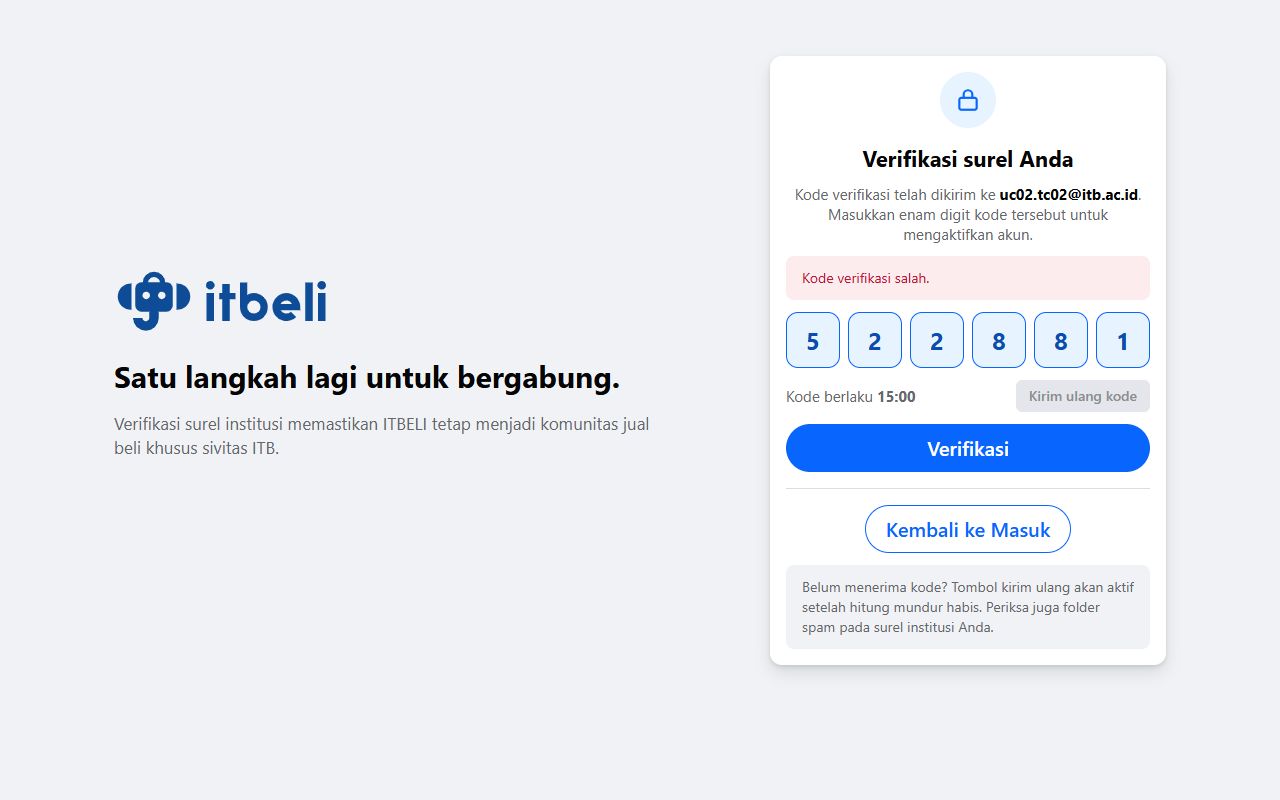 itbeli
Satu langkah lagi untuk bergabung.
Verifikasi surel institusi memastikan ITBELI tetap menjadi komunitas jual
beli khusus sivitas ITB.
Verifikasi surel Anda
Kode verifikasi telah dikirim ke uc02.tc02@itb.ac.id.
Masukkan enam digit kode tersebut untuk
mengaktifkan akun.
Kode verifikasi salah.
5 2 2 8 8 1
Kode berlaku 15:00 Kirim ulang kode
Verifikasi
Kembali ke Masuk
Belum menerima kode? Tombol kirim ulang akan aktif
setelah hitung mundur habis. Periksa juga folder
spam pada surel institusi Anda.